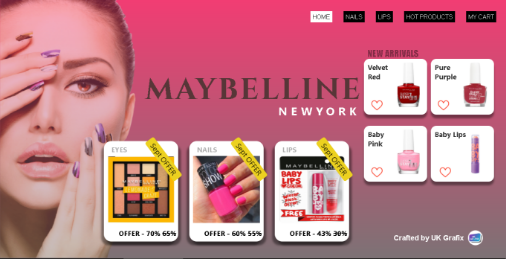 HOME NAILS LIPS HOT PRODUCTS MY CART
NEW ARRIVALS
Velvet Red
Pure Purple
MAYBELLINE
NEWYORK
Baby Pink
Baby Lips
EYES
Sept OFFER
OFFER - 70% 65%
NAILS
Sept OFFER
SHOW
OFFER - 60% 55%
LIPS
Sept OFFER
MAYBELLINE
BABY LIPS
FREE
OFFER - 43% 30%
Crafted by UK Grafix